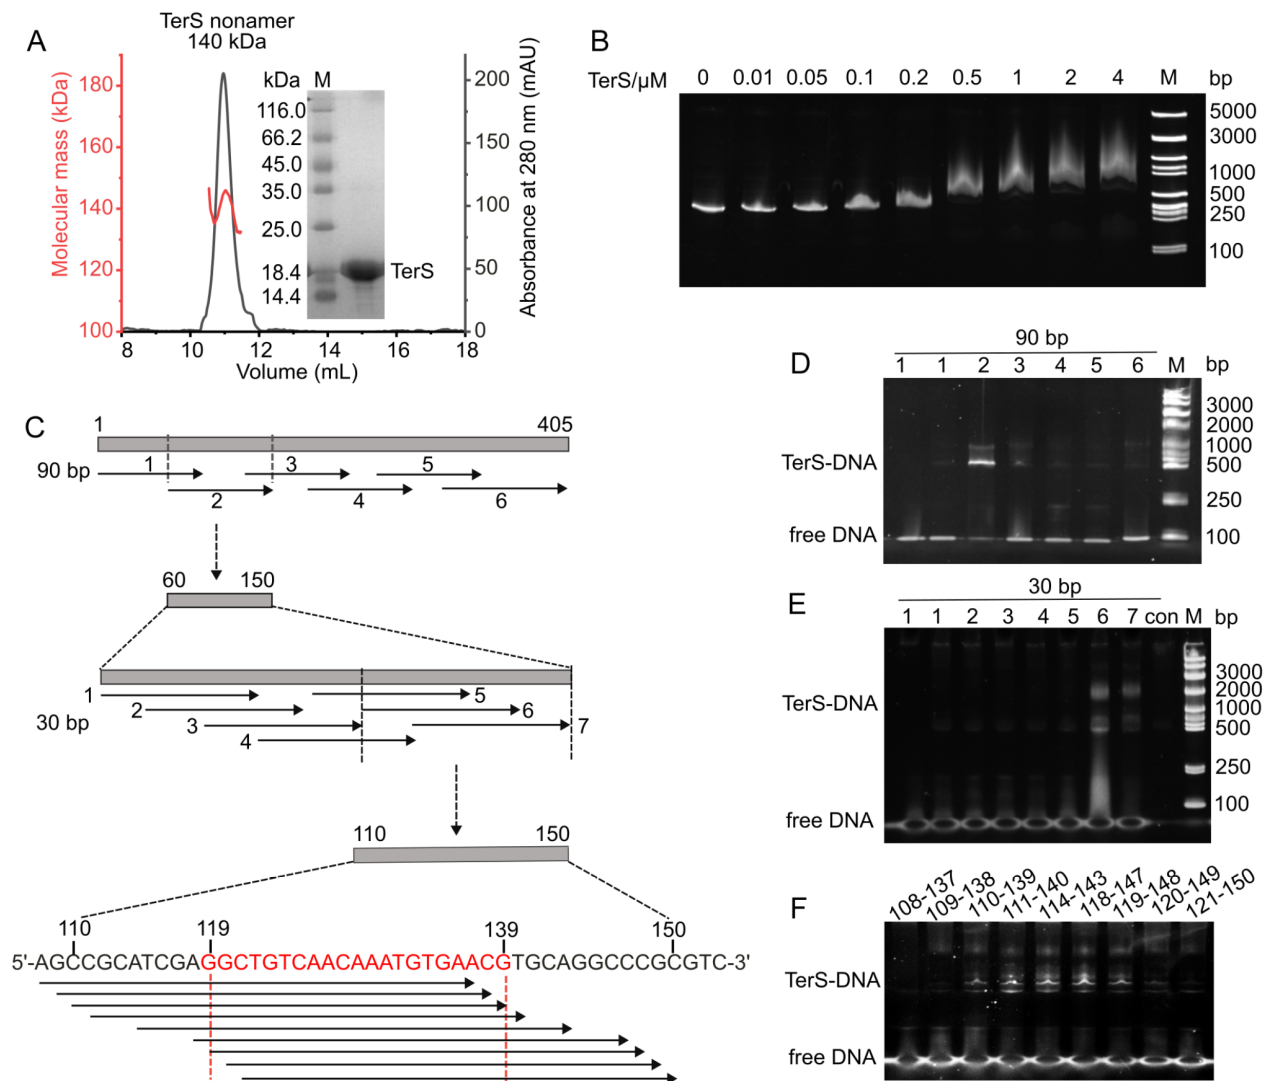 A
TerS nonamer
140 kDa
Molecular mass (kDa)
180
160
140
120
100
kDa M
116.0
66.2
45.0
35.0
25.0
18.4
14.4
TerS
200
150
100
50
0
Absorbance at 280 nm (mAU)
8 10 12 14 16 18
Volume (mL)
B
TerS/µM 0 0.01 0.05 0.1 0.2 0.5 1 2 4 M bp
5000
3000
1000
500
250
100
C
1 405
90 bp
1 3 5
2 4 6
60 150
1 5
2 6
30 bp 3 7
4
110 150
110 119 139 150
5'-AGCCGCATCGAGGCTGTCAACAAATGTGAACGTGCAGGCCCGCGTC-3'
D
90 bp
1 1 2 3 4 5 6 M bp
TerS-DNA
free DNA
3000
2000
1000
500
250
100
E
30 bp
1 1 2 3 4 5 6 7 con M bp
TerS-DNA
free DNA
3000
2000
1000
500
250
100
F
108-137 109-138 110-139 111-140 114-143 118-147 119-148 120-149 121-150
TerS-DNA
free DNA